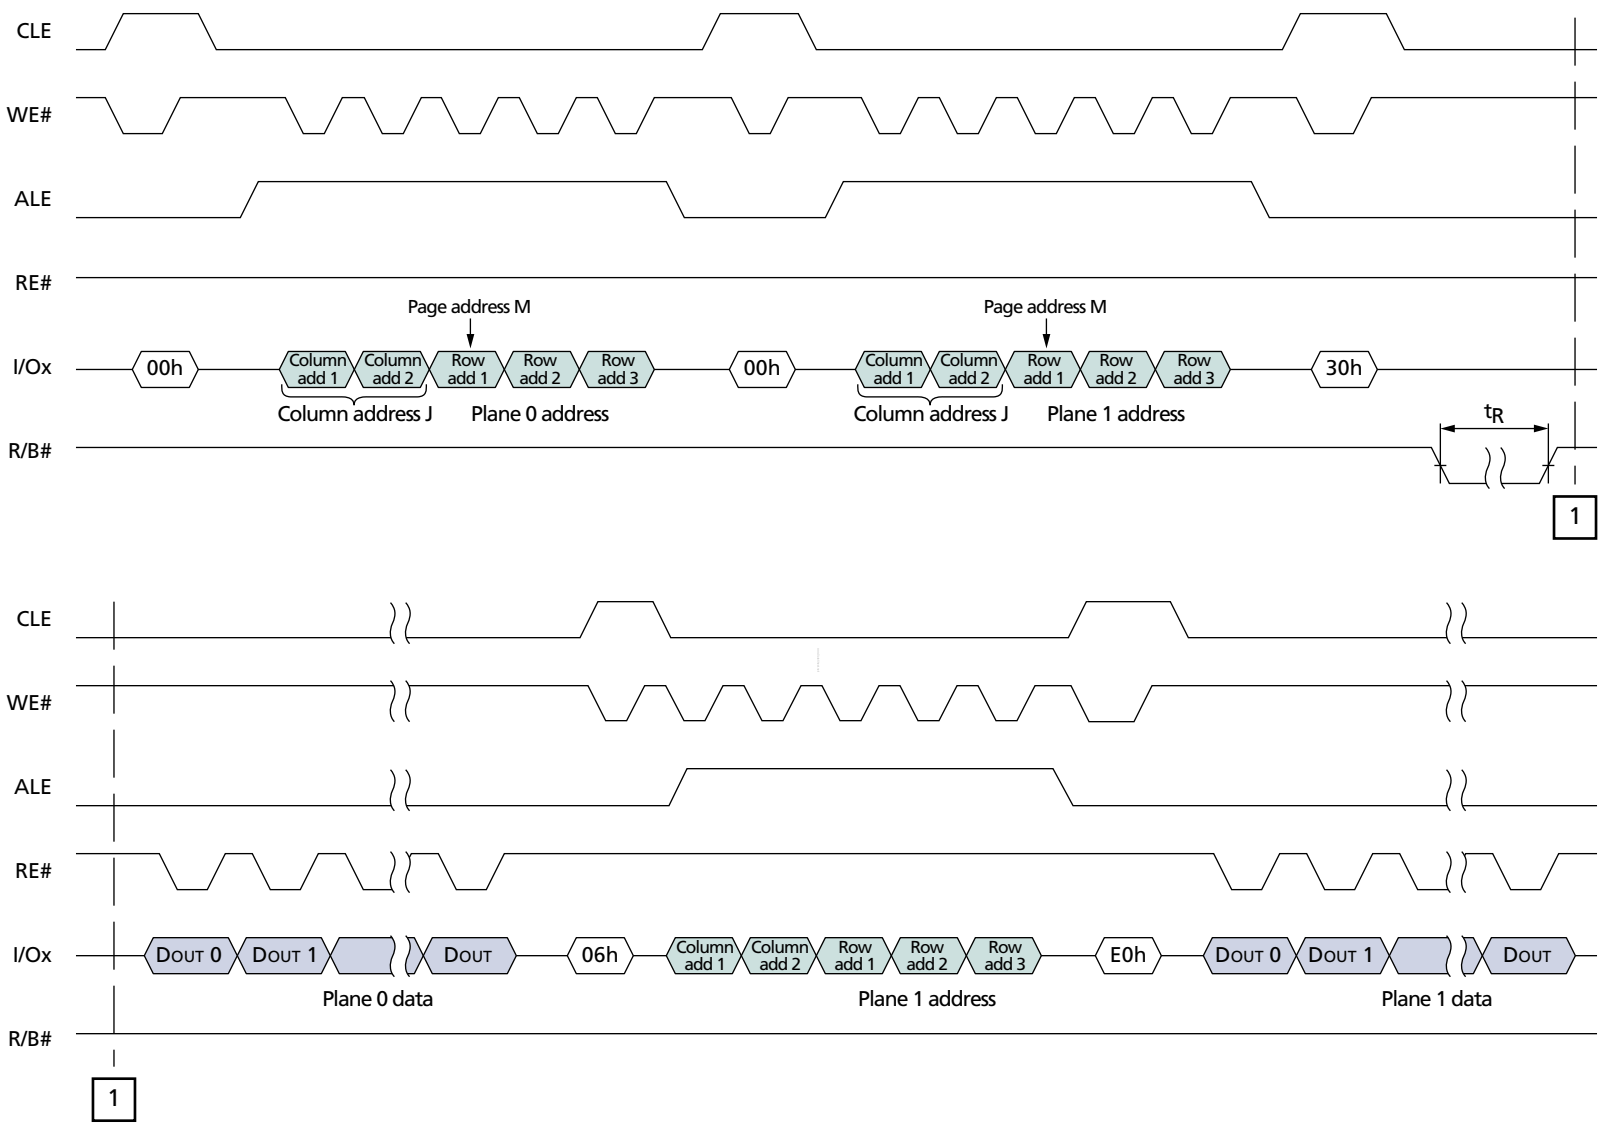 CLE
WE#
ALE
RE#
Page address M
Page address M
I/Ox
00h
Column add 1
Column add 2
Row add 1
Row add 2
Row add 3
00h
Column add 1
Column add 2
Row add 1
Row add 2
Row add 3
30h
Column address J
Plane 0 address
Column address J
Plane 1 address
tR
R/B#
1
CLE
WE#
ALE
RE#
I/Ox
DOUT 0
DOUT 1
DOUT
06h
Column add 1
Column add 2
Row add 1
Row add 2
Row add 3
E0h
DOUT 0
DOUT 1
DOUT
Plane 0 data
Plane 1 address
Plane 1 data
R/B#
1